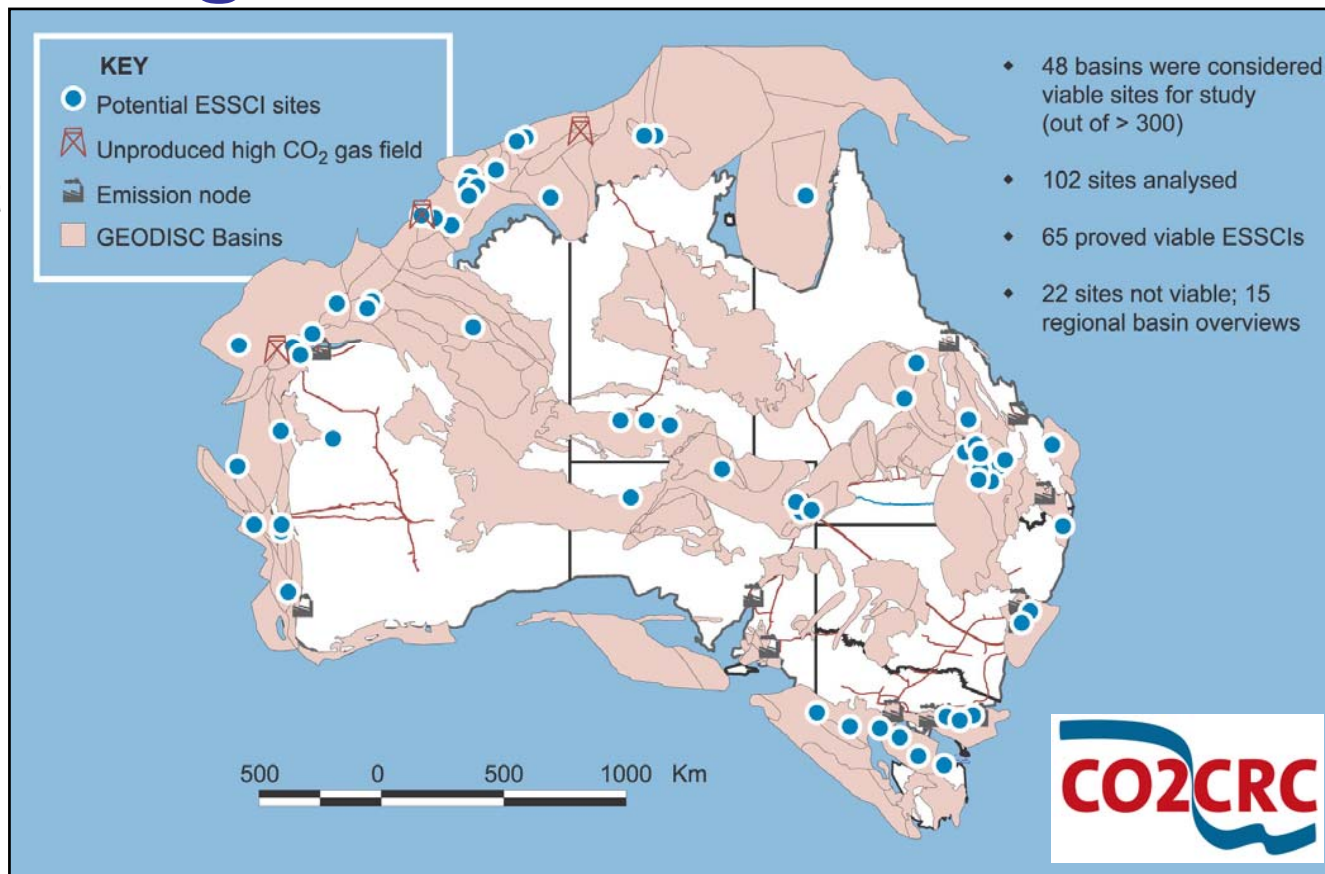 KEY
Potential ESSCI sites
Unproduced high CO₂ gas field
Emission node
GEODISC Basins
◆ 48 basins were considered
viable sites for study
(out of > 300)
◆ 102 sites analysed
◆ 65 proved viable ESSCIs
◆ 22 sites not viable; 15
regional basin overviews
500 0 500 1000 Km
CO2CRC